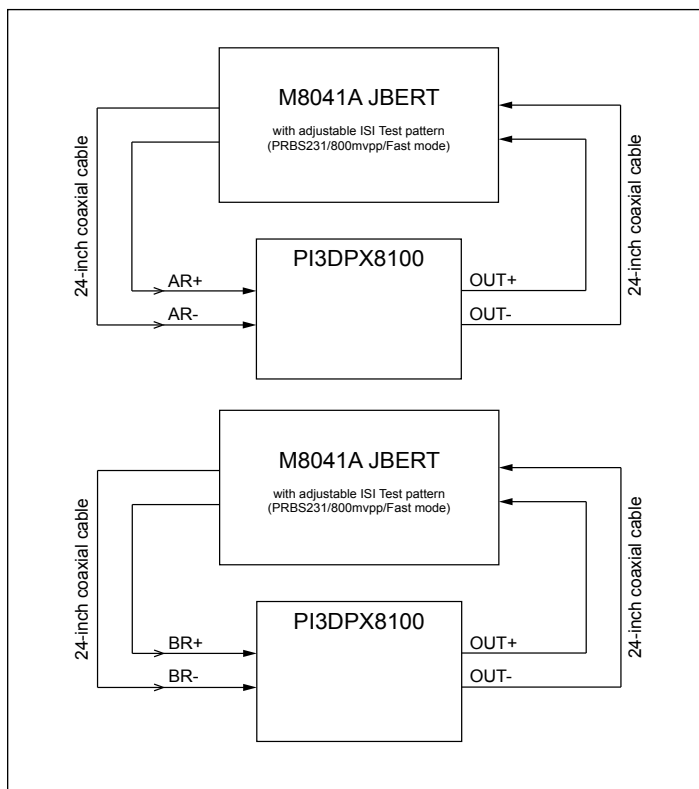 M8041A JBERT
with adjustable ISI Test pattern
(PRBS231/800mvpp/Fast mode)
24-inch coaxial cable
24-inch coaxial cable
PI3DPX8100
AR+
OUT+
AR-
OUT-
M8041A JBERT
with adjustable ISI Test pattern
(PRBS231/800mvpp/Fast mode)
24-inch coaxial cable
24-inch coaxial cable
PI3DPX8100
BR+
OUT+
BR-
OUT-